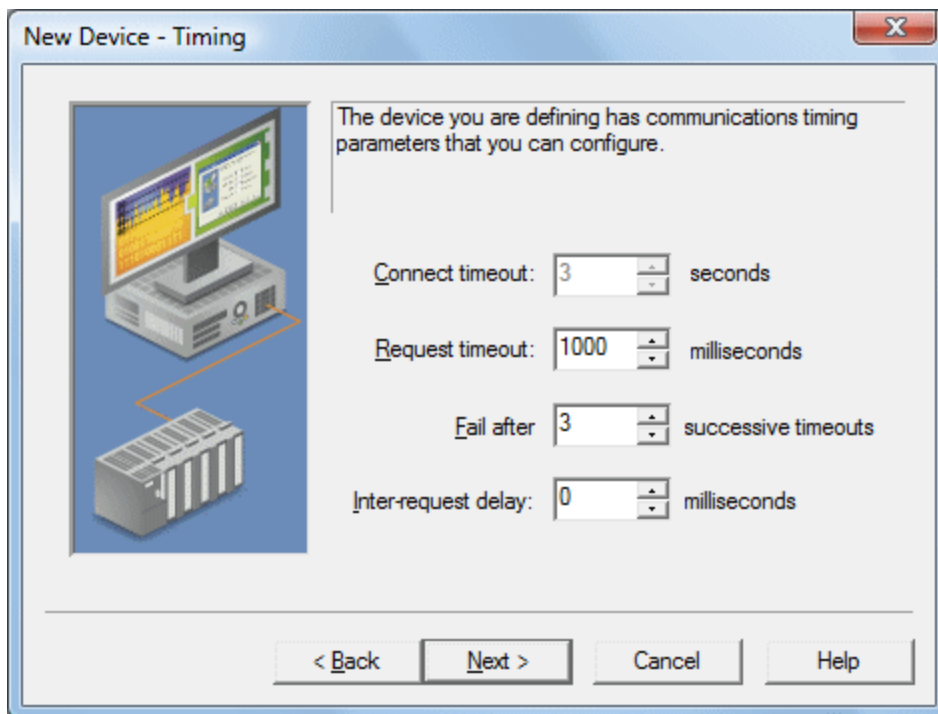 New Device - Timing
The device you are defining has communications timing
parameters that you can configure.
Connect timeout: 3 seconds
Request timeout: 1000 milliseconds
Fail after 3 successive timeouts
Inter-request delay: 0 milliseconds
< Back Next > Cancel Help